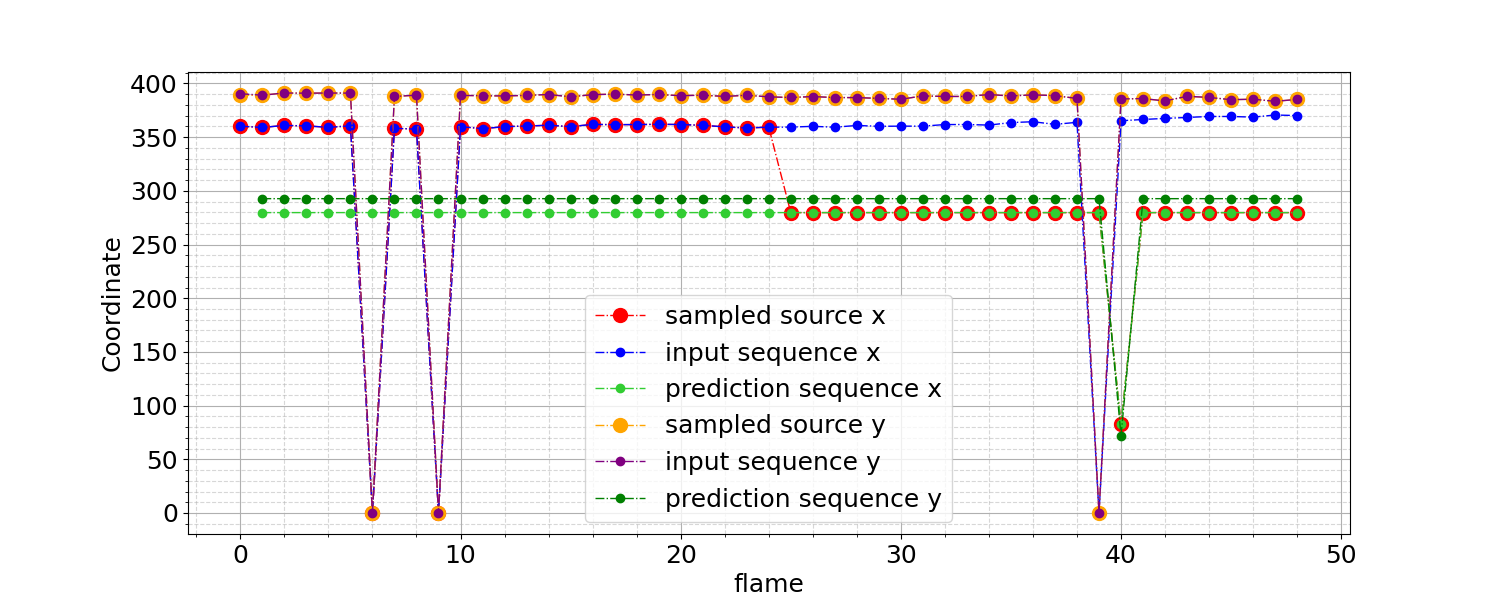 400
350
300
250
200
150
100
50
0
Coordinate
sampled source x
input sequence x
prediction sequence x
sampled source y
input sequence y
prediction sequence y
0 10 20 30 40 50
flame